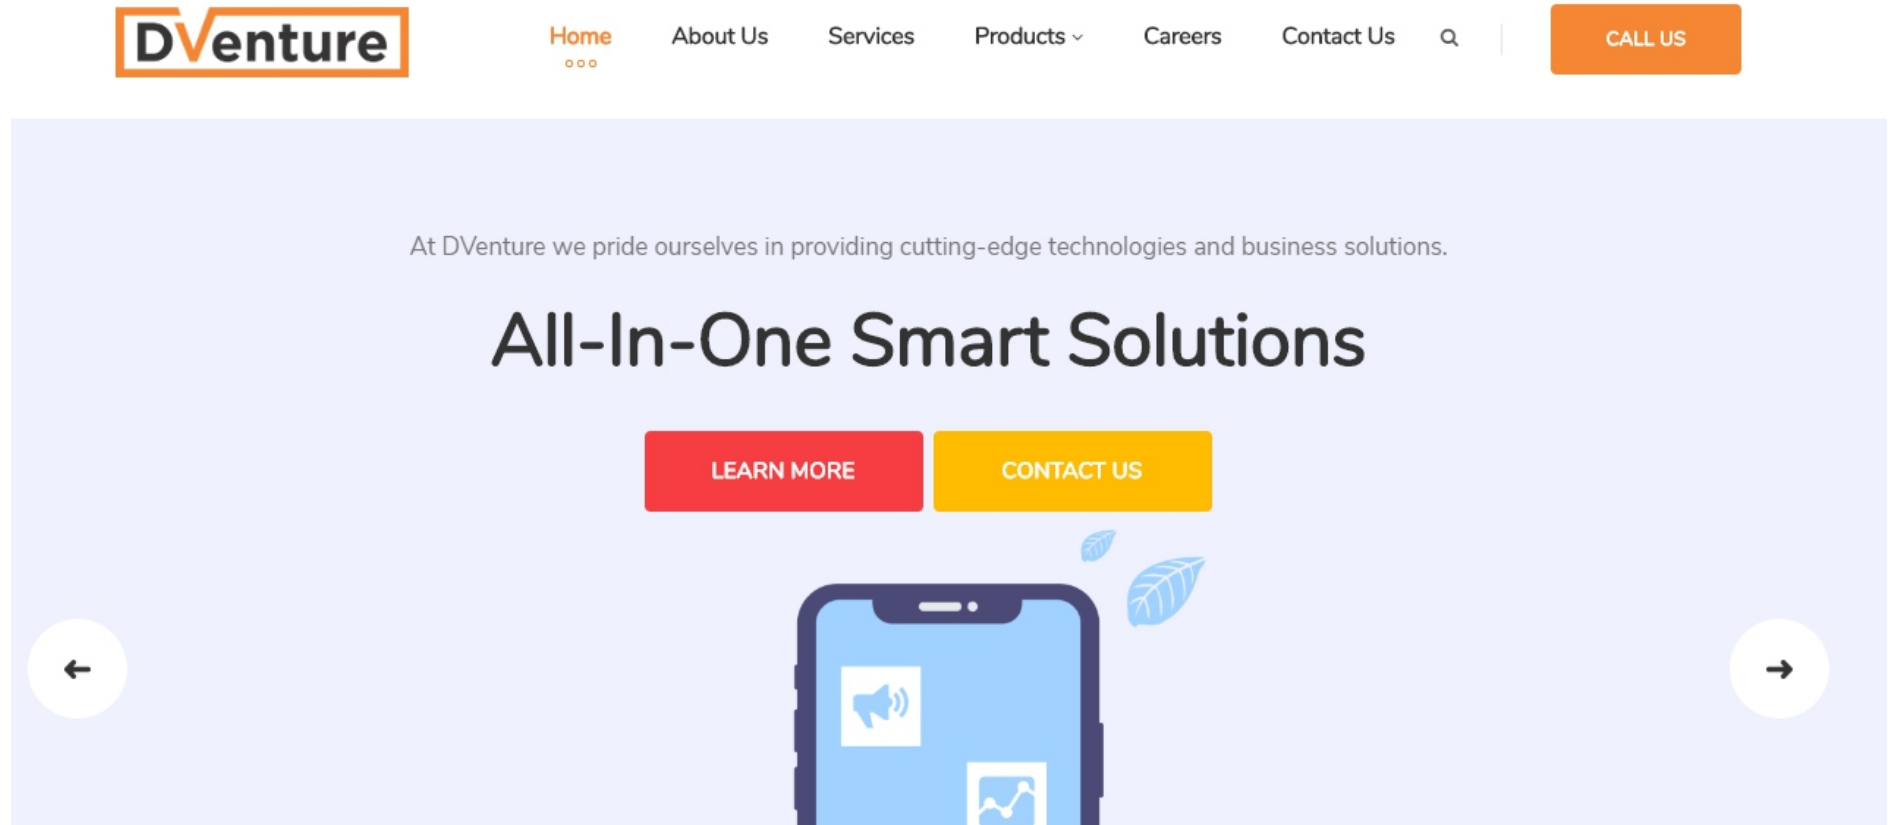 DVenture
Home
About Us
Services
Products
Careers
Contact Us
CALL US
At DVenture we pride ourselves in providing cutting-edge technologies and business solutions.
All-In-One Smart Solutions
LEARN MORE
CONTACT US